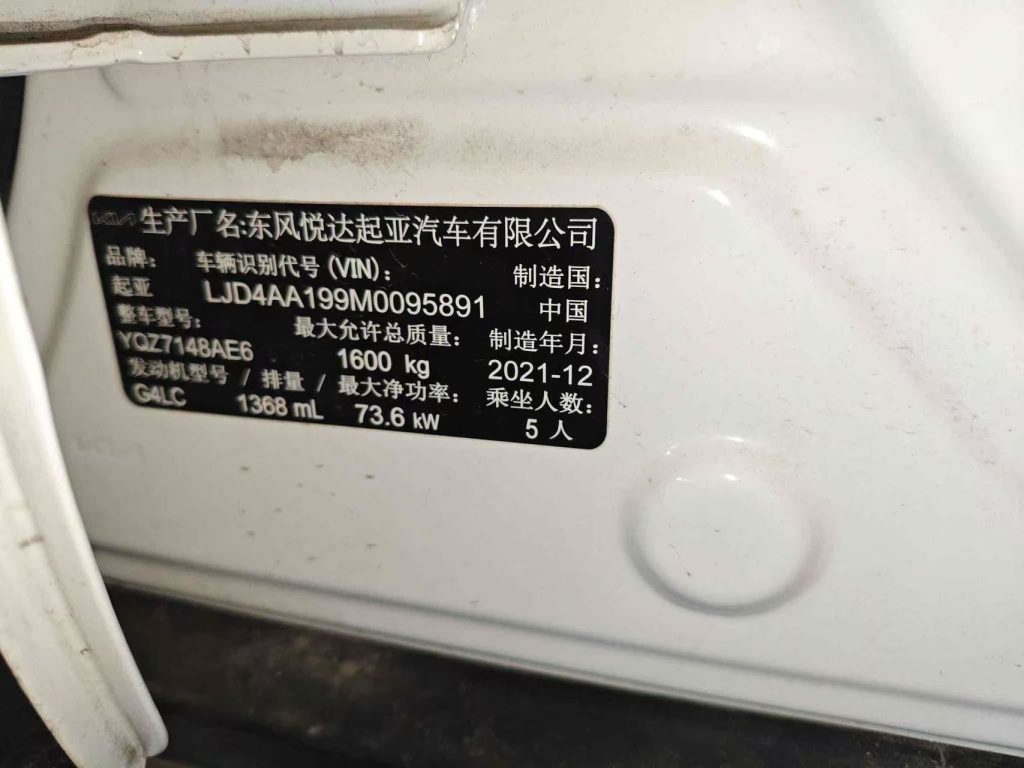 KIA 生产厂名:东风悦达起亚汽车有限公司
品牌: 车辆识别代号(VIN): 制造国:
起亚 LJD4AA199M0095891 中国
整车型号: 最大允许总质量: 制造年月:
YQZ7148AE6 1600 kg 2021-12
发动机型号 / 排量 / 最大净功率: 乘坐人数:
G4LC 1368 mL 73.6 kW 5 人